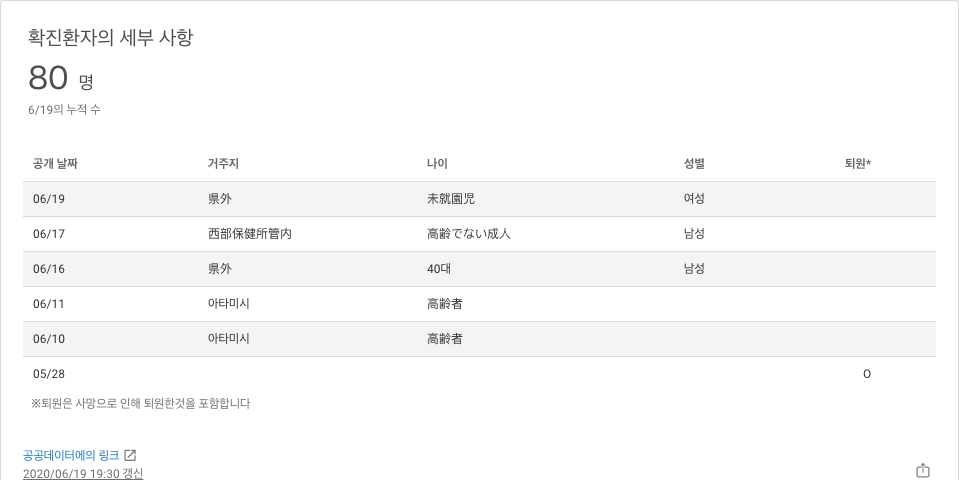 확진환자의 세부 사항
80 명
6/19의 누적 수
공개 날짜 거주지 나이 성별 퇴원*
06/19 県外 未就園児 여성
06/17 西部保健所管内 高齢でない成人 남성
06/16 県外 40대 남성
06/11 아타미시 高齢者
06/10 아타미시 高齢者
05/28 O
※퇴원은 사망으로 인해 퇴원한것을 포함합니다
공공데이터에의 링크
2020/06/19 19:30 갱신